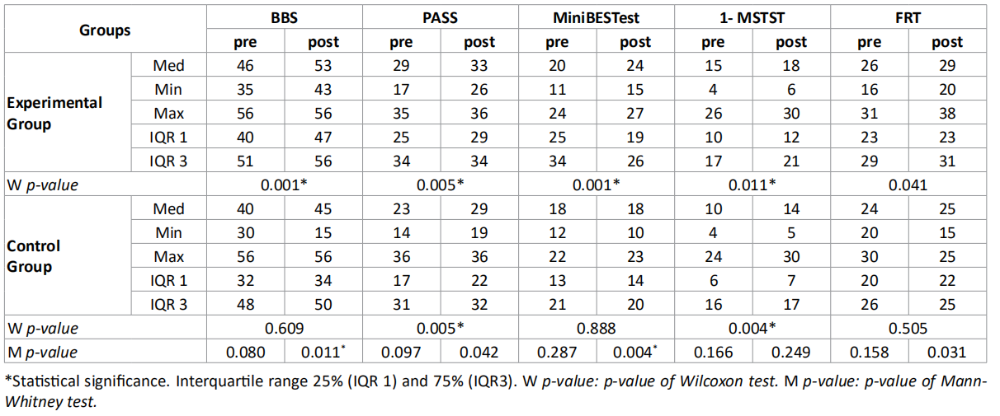 Groups BBS PASS MiniBESTest 1- MSTST FRT
pre post pre post pre post pre post pre post
Experimental Group
Med 46 53 29 33 20 24 15 18 26 29
Min 35 43 17 26 11 15 4 6 16 20
Max 56 56 35 36 24 27 26 30 31 38
IQR 1 40 47 25 29 25 19 10 12 23 23
IQR 3 51 56 34 34 34 26 17 21 29 31
W p-value 0.001* 0.005* 0.001* 0.011* 0.041
Control Group
Med 40 45 23 29 18 18 10 14 24 25
Min 30 15 14 19 12 10 4 5 20 15
Max 56 56 36 36 22 23 24 30 30 25
IQR 1 32 34 17 22 13 14 6 7 20 22
IQR 3 48 50 31 32 21 20 16 17 26 25
W p-value 0.609 0.005* 0.888 0.004* 0.505
M p-value 0.080 0.011* 0.097 0.042 0.287 0.004* 0.166 0.249 0.158 0.031
*Statistical significance. Interquartile range 25% (IQR 1) and 75% (IQR3). W p-value: p-value of Wilcoxon test. M p-value: p-value of Mann-
Whitney test.